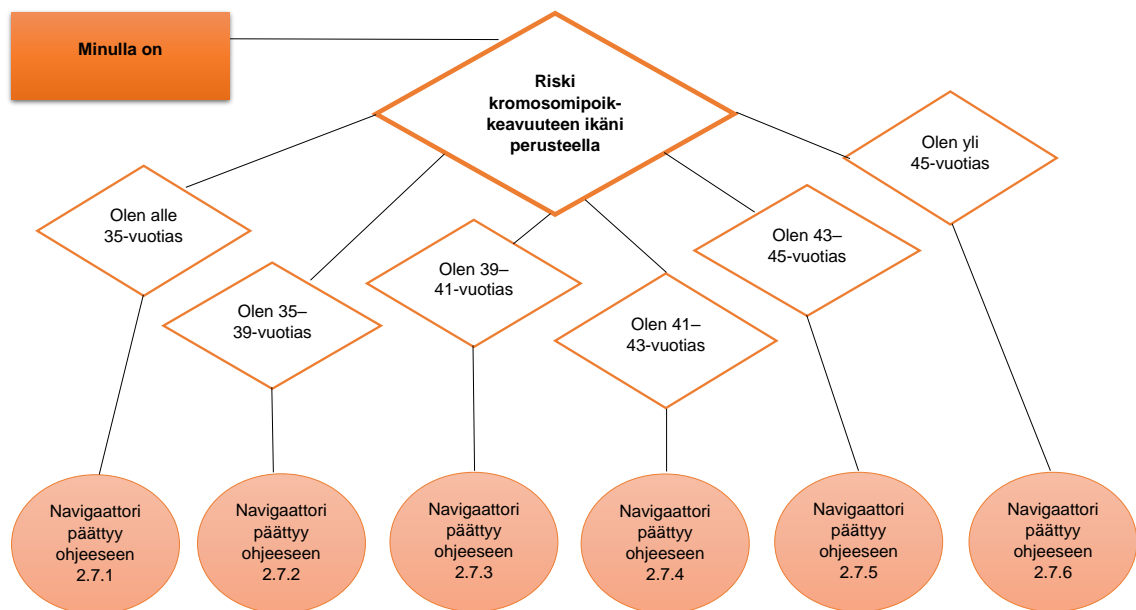 Minulla on
Riski
kromosomipoik-
keavuuteen ikäni
perusteella
Olen yli
45-vuotias
Olen alle
35-vuotias
Olen 43–
45-vuotias
Olen 39–
41-vuotias
Olen 35–
39-vuotias
Olen 41–
43-vuotias
Navigaattori
päättyy
ohjeeseen
2.7.1
Navigaattori
päättyy
ohjeeseen
2.7.2
Navigaattori
päättyy
ohjeeseen
2.7.3
Navigaattori
päättyy
ohjeeseen
2.7.4
Navigaattori
päättyy
ohjeeseen
2.7.5
Navigaattori
päättyy
ohjeeseen
2.7.6